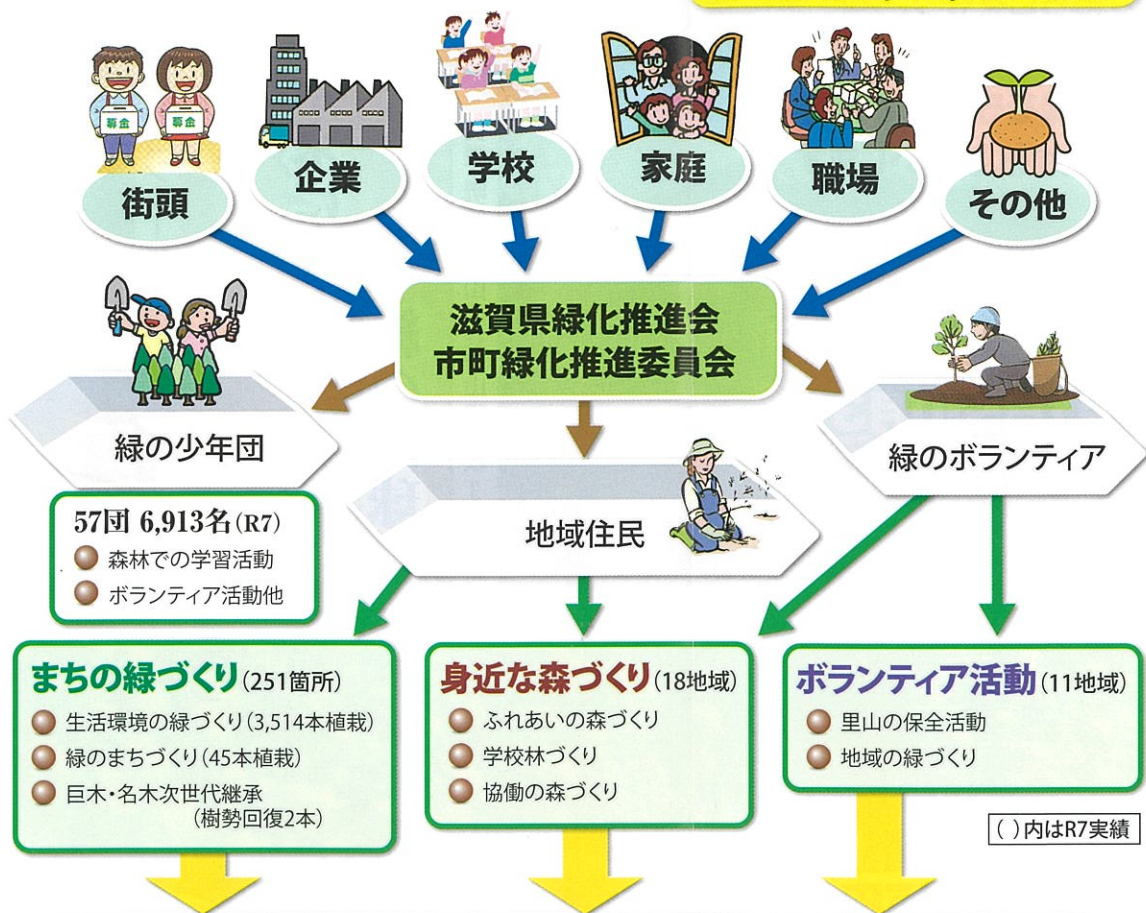 募金
募金
街頭
企業
学校
家庭
職場
その他
滋賀県緑化推進会
市町緑化推進委員会
緑の少年団
地域住民
緑のボランティア
57団 6,913名(R7)
森林での学習活動
ボランティア活動他
まちの緑づくり(251箇所)
生活環境の緑づくり(3,514本植栽)
緑のまちづくり(45本植栽)
巨木・名木次世代継承
(樹勢回復2本)
身近な森づくり(18地域)
ふれあいの森づくり
学校林づくり
協働の森づくり
ボランティア活動(11地域)
里山の保全活動
地域の緑づくり
( )内はR7実績